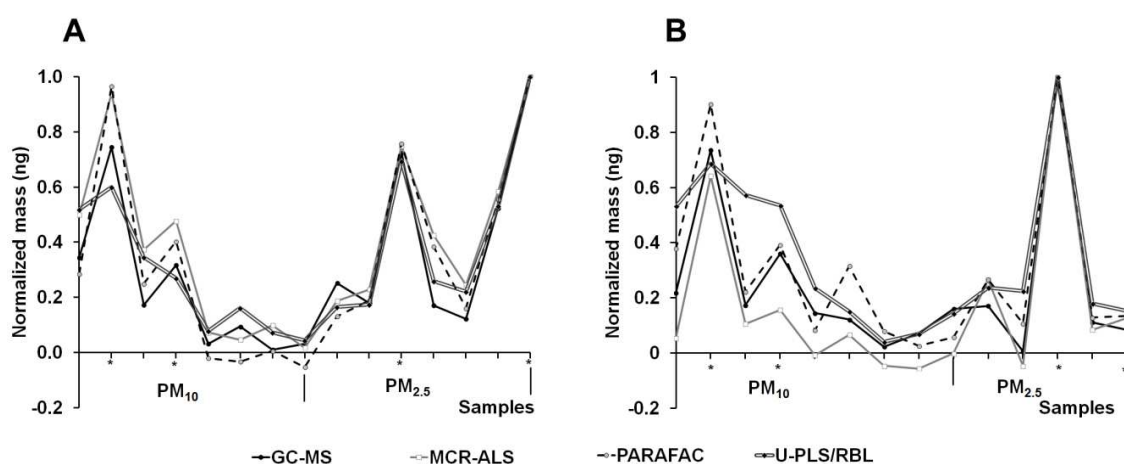 A
B
Normalized mass (ng)
1.0
0.8
0.6
0.4
0.2
0.0
-0.2
* * * *
PM10
PM2.5
Samples
Normalized mass (ng)
1
0.8
0.6
0.4
0.2
0
-0.2
* * * *
PM10
PM2.5
Samples
GC-MS MCR-ALS PARAFAC U-PLS/RBL